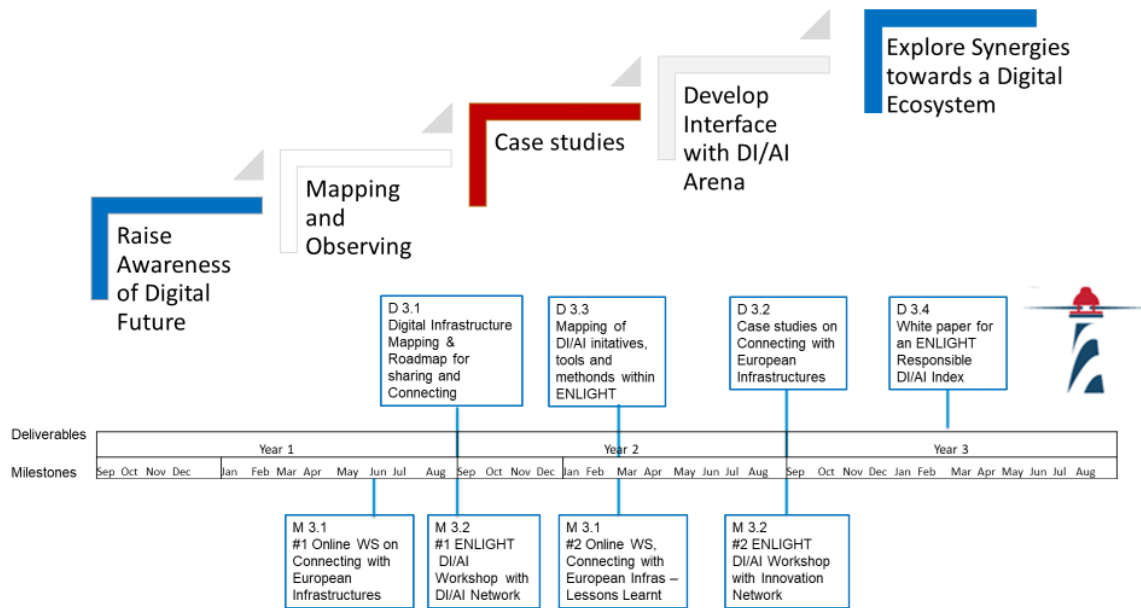 Explore Synergies
towards a Digital
Ecosystem
Develop
Interface
with DI/AI
Arena
Case studies
Mapping
and
Observing
Raise
Awareness
of Digital
Future
D 3.1
Digital Infrastructure
Mapping &
Roadmap for
sharing and
Connecting
D 3.3
Mapping of
DI/AI initatives,
tools and
methonds within
ENLIGHT
D 3.2
Case studies on
Connecting with
European
Infrastructures
D 3.4
White paper for
an ENLIGHT
Responsible
DI/AI Index
Deliverables
Year 1 Year 2 Year 3
Milestones
Sep Oct Nov Dec Jan Feb Mar Apr May Jun Jul Aug Sep Oct Nov Dec Jan Feb Mar Apr May Jun Jul Aug Sep Oct Nov Dec Jan Feb Mar Apr May Jun Jul Aug
M 3.1
#1 Online WS on
Connecting with
European
Infrastructures
M 3.2
#1 ENLIGHT
DI/AI
Workshop with
DI/AI Network
M 3.1
#2 Online WS,
Connecting with
European Infras –
Lessons Learnt
M 3.2
#2 ENLIGHT
DI/AI Workshop
with Innovation
Network